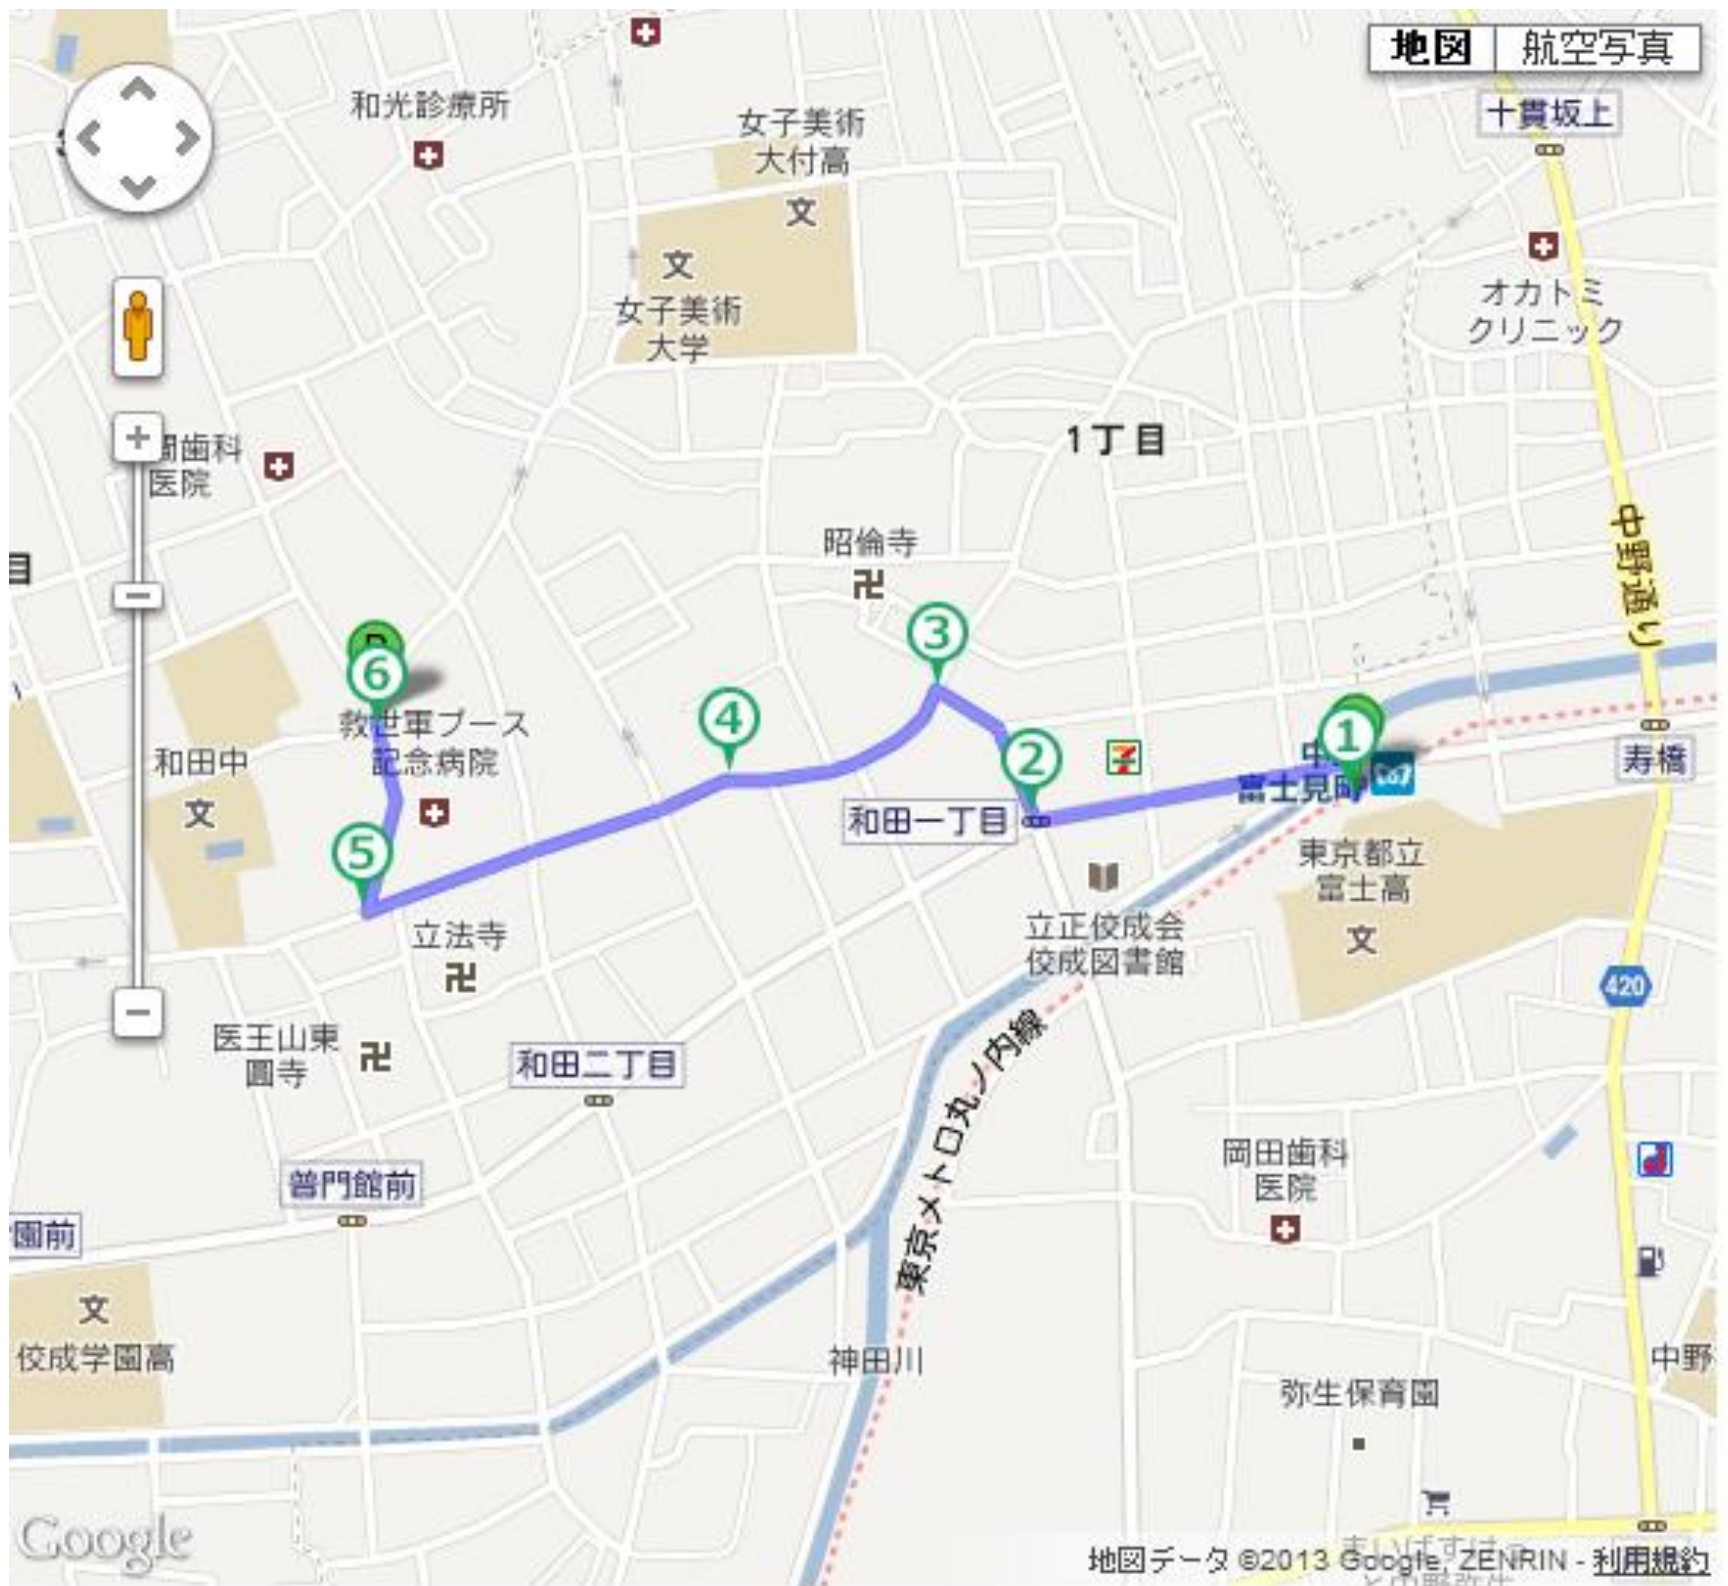 地図
航空写真
十貫坂上
和光診療所
女子美術
大付高
文
文
女子美術
大学
オカトミ
クリニック
1丁目
歯科
医院
目
昭倫寺
中野通り
3
6
4
1
2
5
救世軍ブース
記念病院
和田中
文
中
富士見町
寿橋
和田一丁目
東京都立
富士高
文
立正佼成会
佼成図書館
立法寺
420
医王山東
圓寺
和田二丁目
東京メトロ丸ノ内線
普門館前
園前
岡田歯科
医院
文
佼成学園高
神田川
中野
弥生保育園
Google
地図データ ©2013 Google, ZENRIN - 利用規約